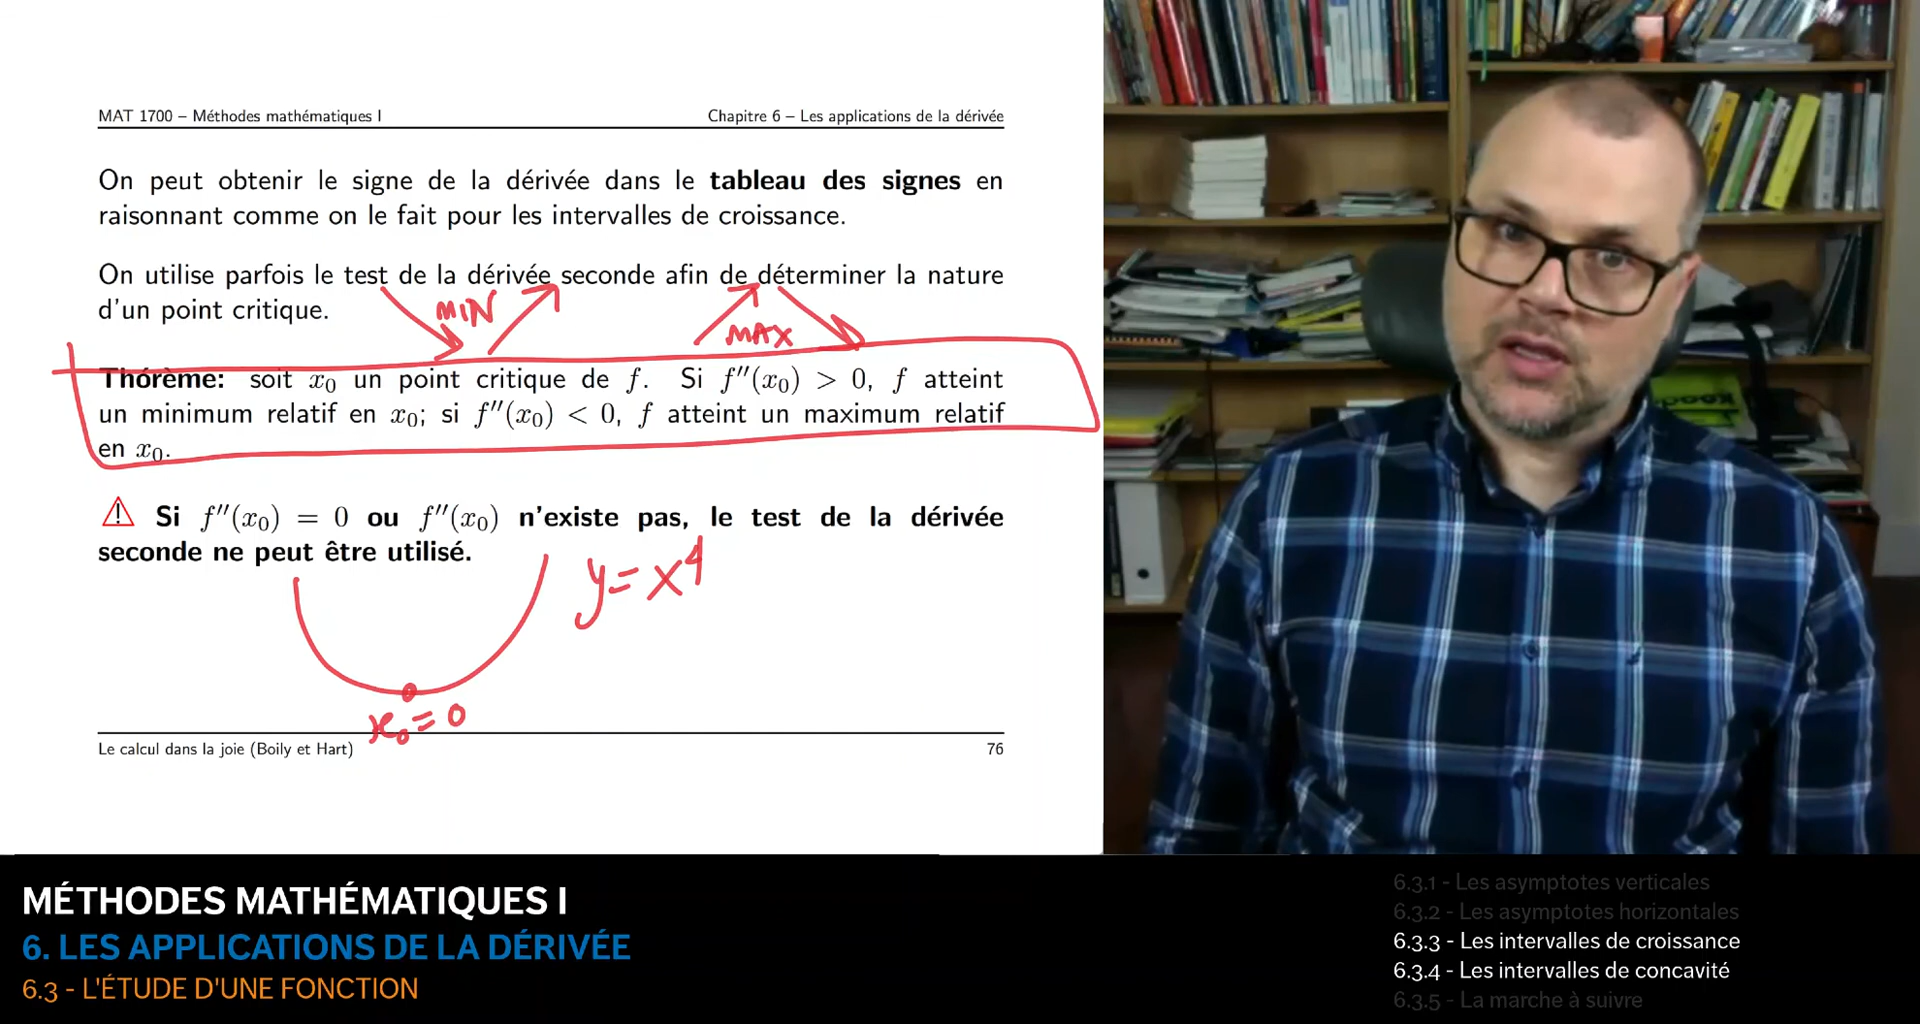 MAT 1700 – Méthodes mathématiques I
Chapitre 6 – Les applications de la dérivée
On peut obtenir le signe de la dérivée dans le tableau des signes en
raisonnant comme on le fait pour les intervalles de croissance.
On utilise parfois le test de la dérivée seconde afin de déterminer la nature
d'un point critique.
MIN
MAX
Thórème: soit x₀ un point critique de f. Si f''(x₀) > 0, f atteint
un minimum relatif en x₀; si f''(x₀) < 0, f atteint un maximum relatif
en x₀.
⚠ Si f''(x₀) = 0 ou f''(x₀) n'existe pas, le test de la dérivée
seconde ne peut être utilisé.
y = x⁴
x₀ = 0
Le calcul dans la joie (Boily et Hart)
76
MÉTHODES MATHÉMATIQUES I
6. LES APPLICATIONS DE LA DÉRIVÉE
6.3 - L'ÉTUDE D'UNE FONCTION
6.3.1 - Les asymptotes verticales
6.3.2 - Les asymptotes horizontales
6.3.3 - Les intervalles de croissance
6.3.4 - Les intervalles de concavité
6.3.5 - La marche à suivre